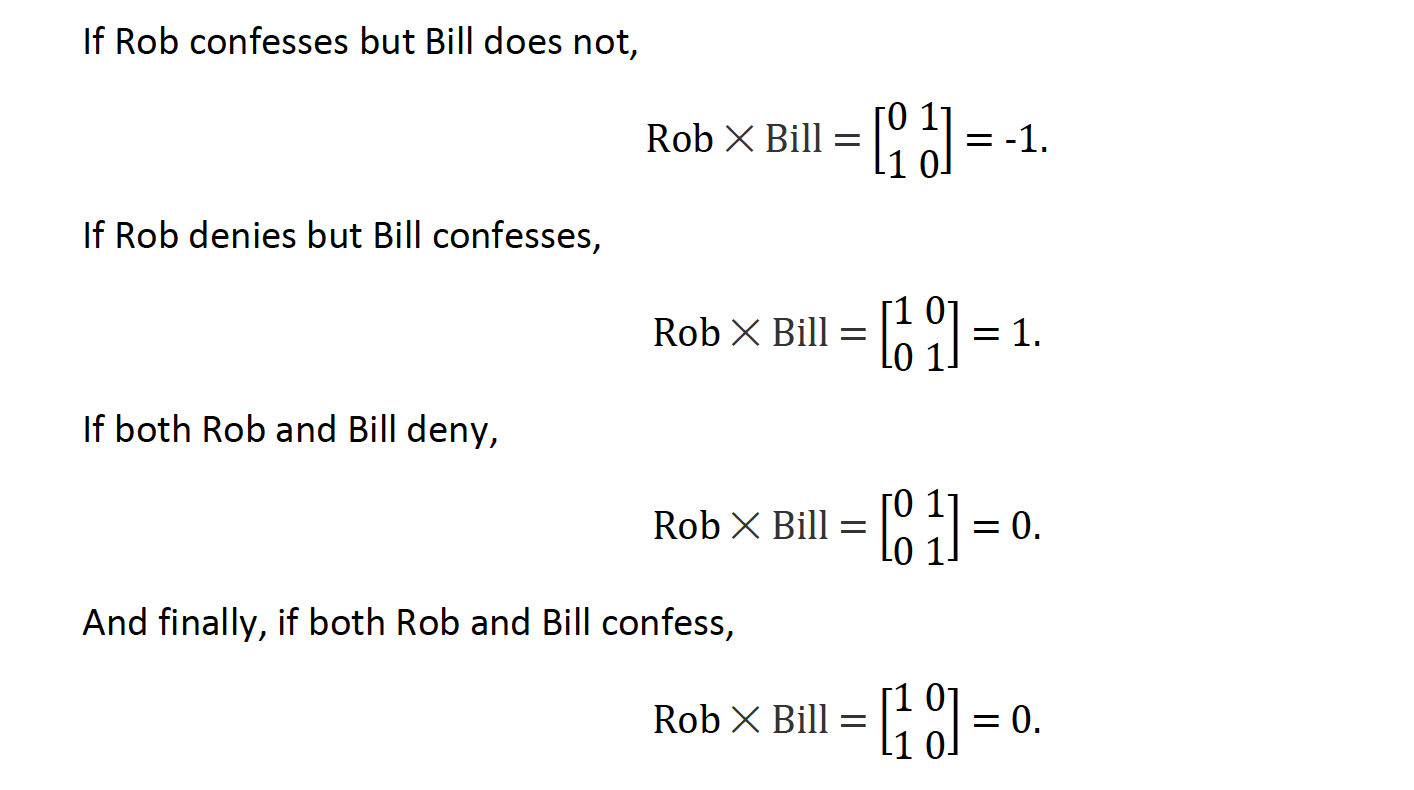 If Rob confesses but Bill does not,
Rob × Bill = [0 1
1 0] = -1.
If Rob denies but Bill confesses,
Rob × Bill = [1 0
0 1] = 1.
If both Rob and Bill deny,
Rob × Bill = [0 1
0 1] = 0.
And finally, if both Rob and Bill confess,
Rob × Bill = [1 0
1 0] = 0.